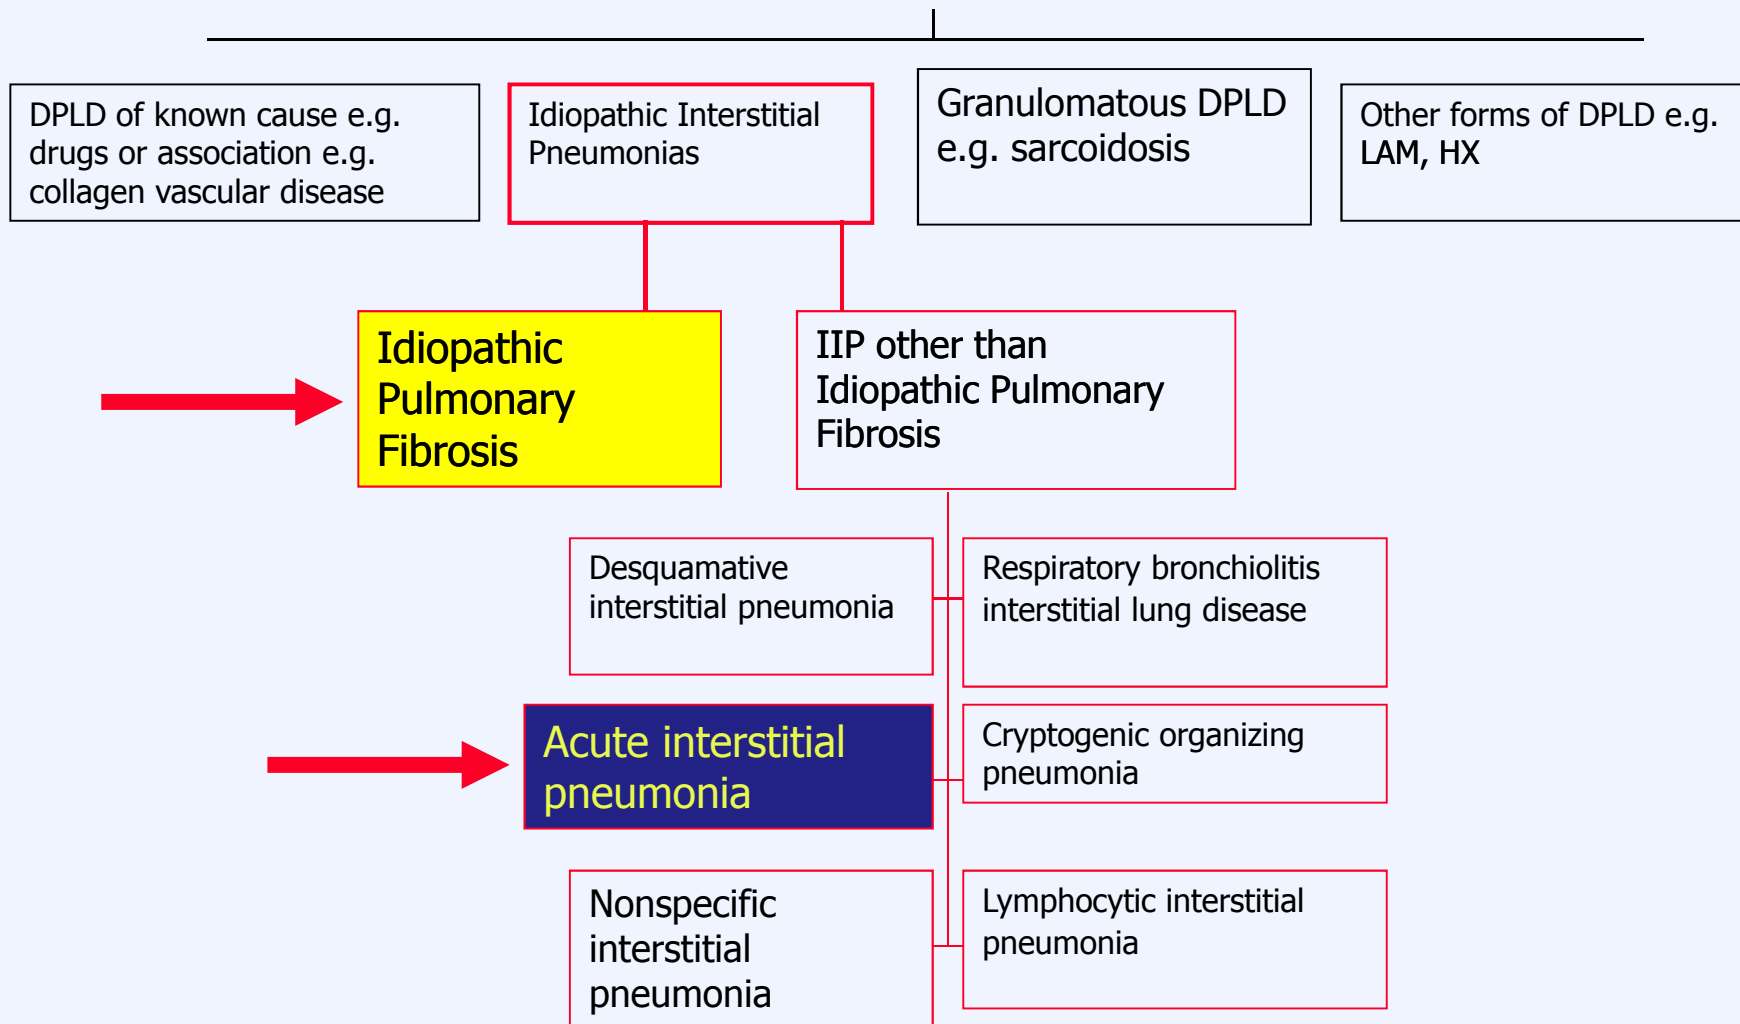 DPLD of known cause e.g.
drugs or association e.g.
collagen vascular disease
Idiopathic Interstitial
Pneumonias
Granulomatous DPLD
e.g. sarcoidosis
Other forms of DPLD e.g.
LAM, HX
Idiopathic
Pulmonary
Fibrosis
IIP other than
Idiopathic Pulmonary
Fibrosis
Desquamative
interstitial pneumonia
Respiratory bronchiolitis
interstitial lung disease
Acute interstitial
pneumonia
Cryptogenic organizing
pneumonia
Nonspecific
interstitial
pneumonia
Lymphocytic interstitial
pneumonia